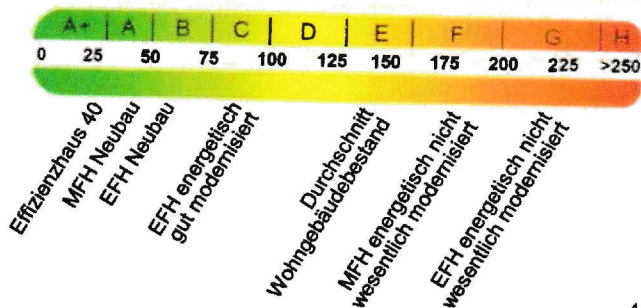 A+ A B C D E F G H
0 25 50 75 100 125 150 175 200 225 >250
Effizienzhaus 40
MFH Neubau
EFH Neubau
EFH energetisch
gut modernisiert
Durchschnitt
Wohngebäudebestand
MFH energetisch nicht
wesentlich modernisiert
EFH energetisch nicht
wesentlich modernisiert